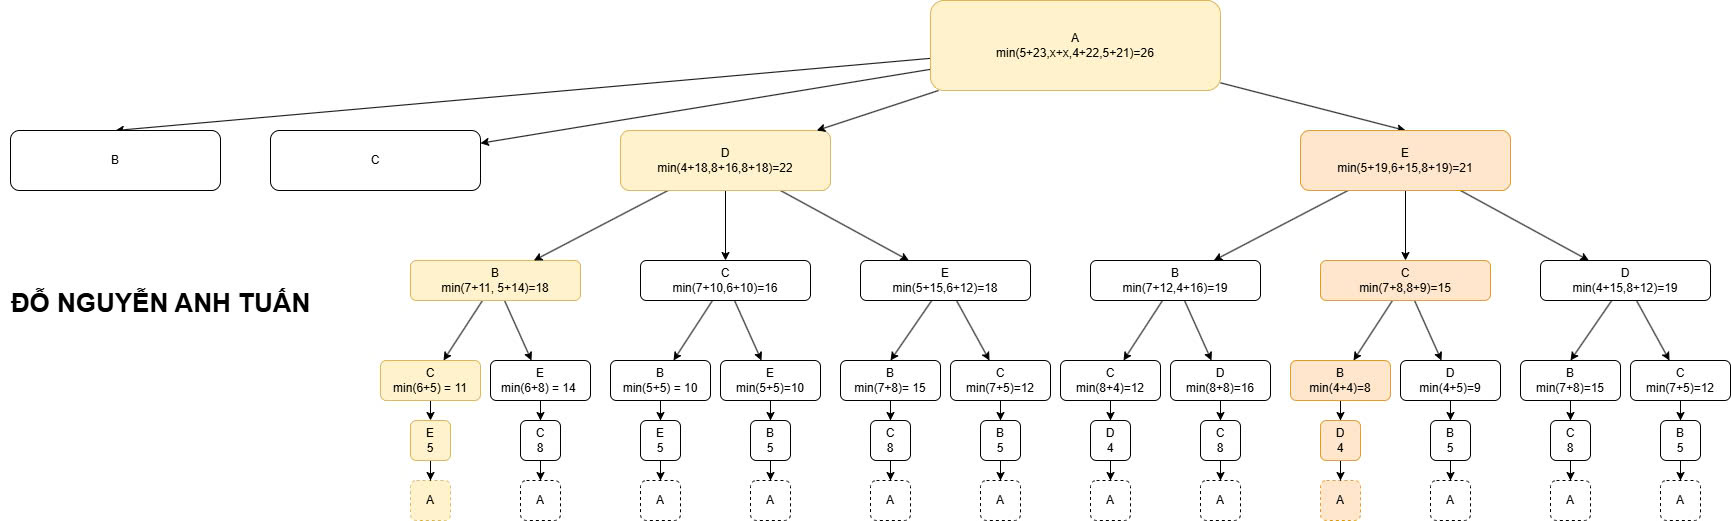 A
min(5+23,x+x,4+22,5+21)=26
B
C
D
min(4+18,8+16,8+18)=22
E
min(5+19,6+15,8+19)=21
B
min(7+11, 5+14)=18
C
min(7+10,6+10)=16
E
min(5+15,6+12)=18
B
min(7+12,4+16)=19
C
min(7+8,8+9)=15
D
min(4+15,8+12)=19
ĐỖ NGUYỄN ANH TUẤN
C
min(6+5) = 11
E
min(6+8) = 14
B
min(5+5) = 10
E
min(5+5)=10
B
min(7+8)= 15
C
min(7+5)=12
C
min(8+4)=12
D
min(8+8)=16
B
min(4+4)=8
D
min(4+5)=9
B
min(7+8)=15
C
min(7+5)=12
E
5
C
8
E
5
B
5
C
8
B
5
D
4
C
8
D
4
B
5
C
8
B
5
A
A
A
A
A
A
A
A
A
A
A
A